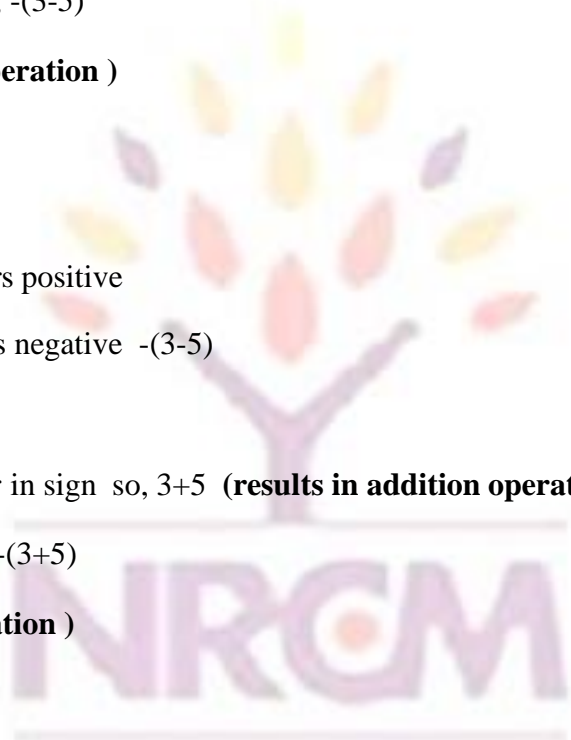 -(3-5)
eration )
rs positive
s negative -(3-5)
r in sign so, 3+5 (results in addition operat
-(3+5)
ation )
NRCM